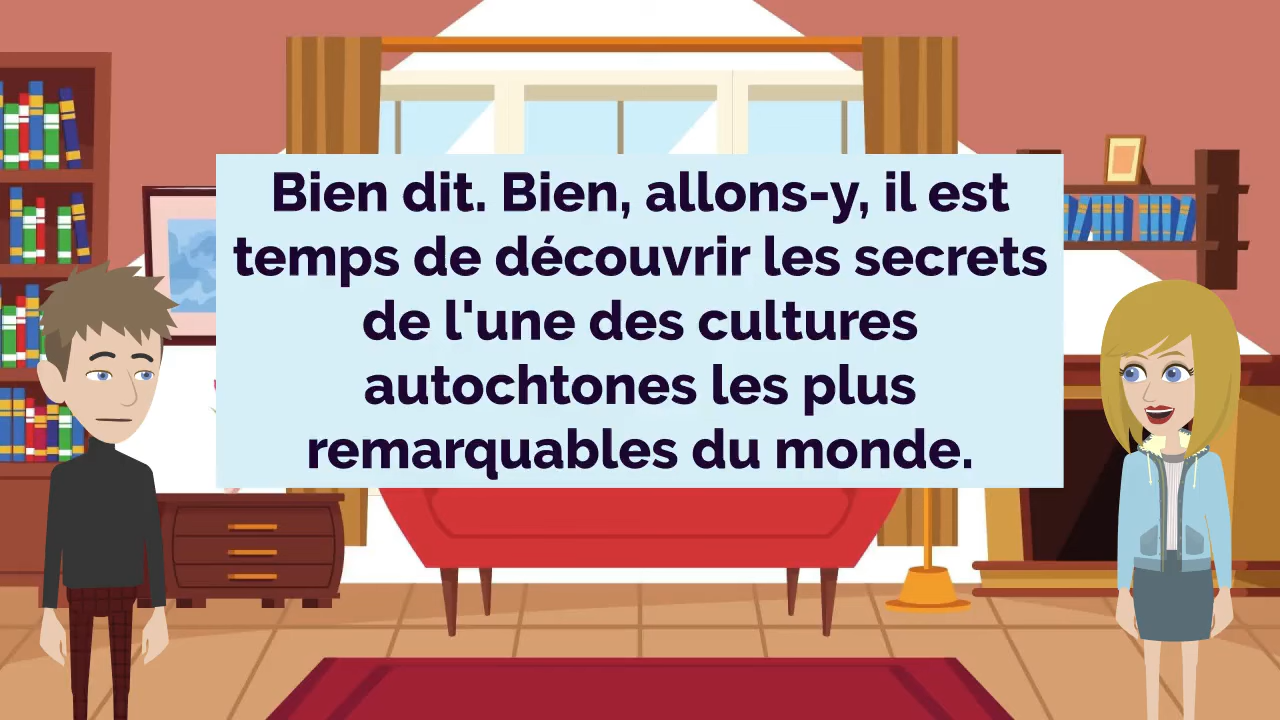 Bien dit. Bien, allons-y, il est
temps de découvrir les secrets
de l'une des cultures
autochtones les plus
remarquables du monde.